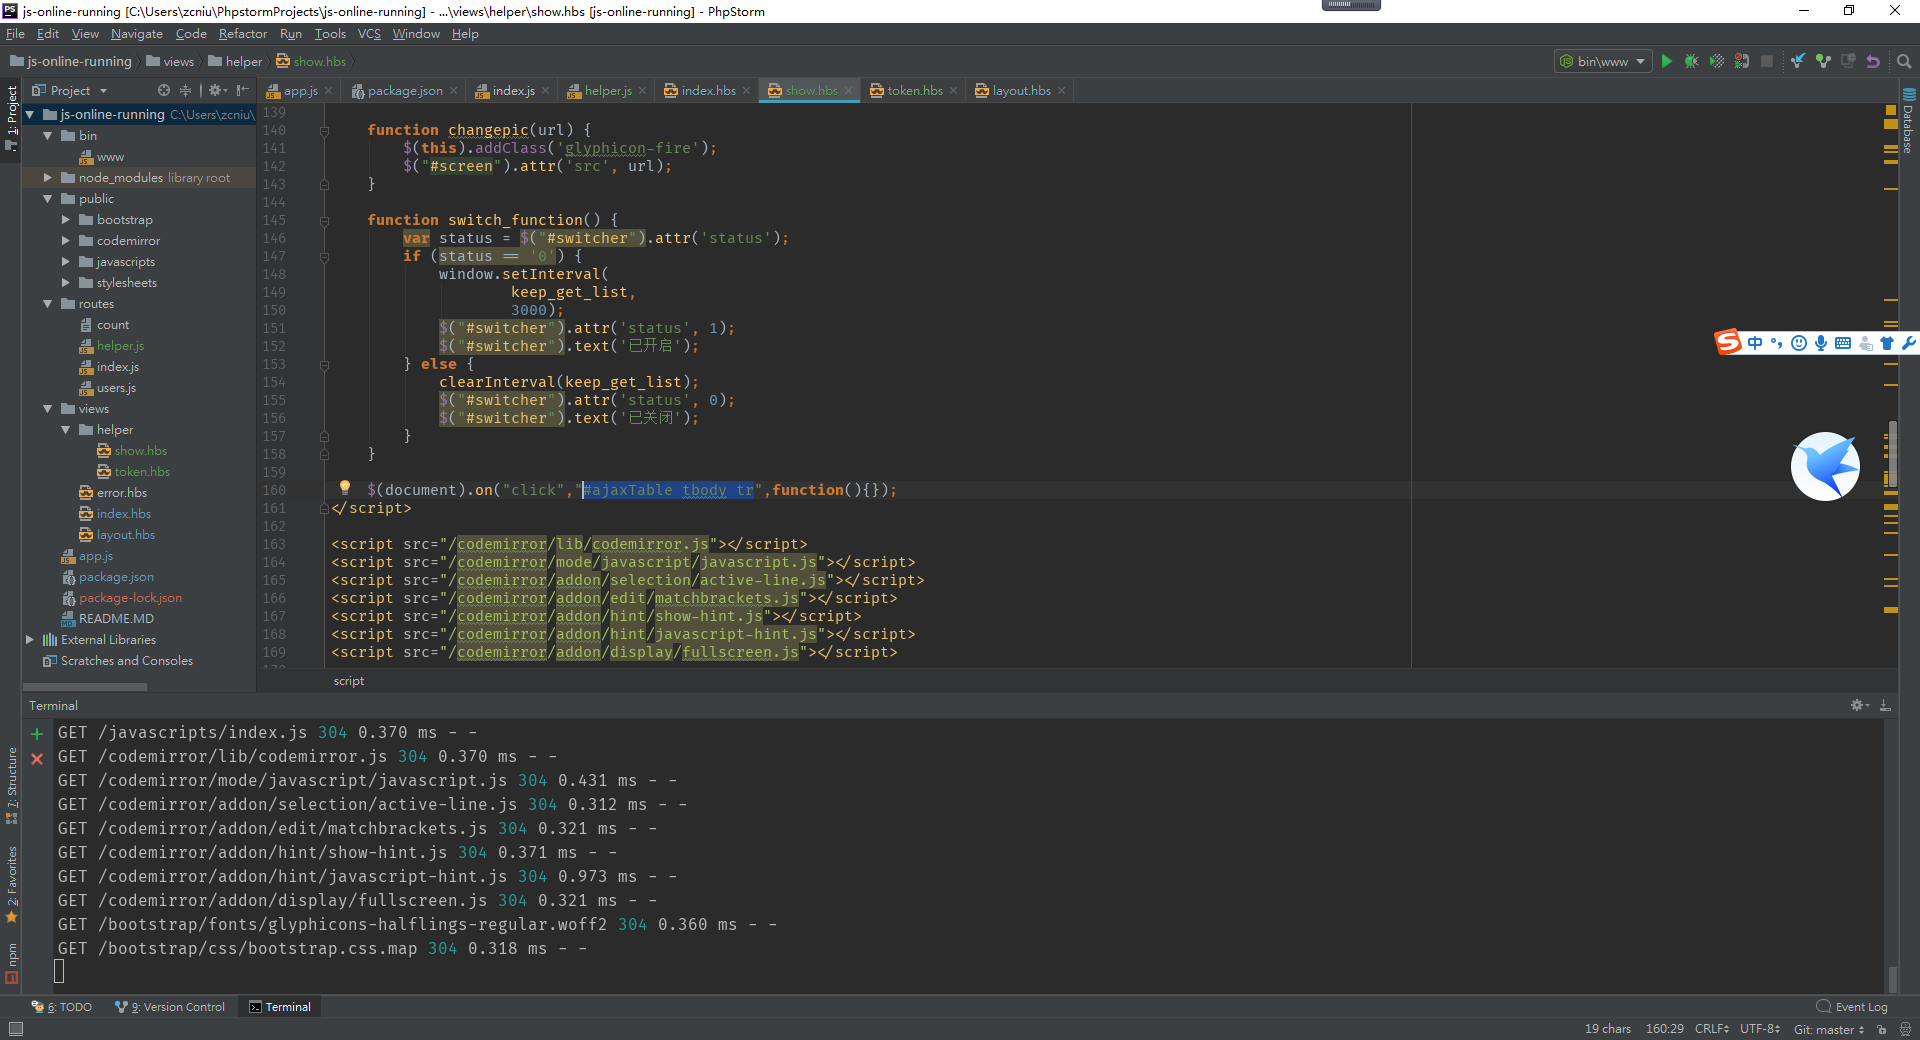 js-online-running [C:\Users\zcniu\PhpstormProjects\js-online-running] - ...\views\helper\show.hbs [js-online-running] - PhpStorm
File Edit View Navigate Code Refactor Run Tools VCS Window Help
js-online-running views helper show.hbs bin\www
Project app.js package.json index.js helper.js index.hbs show.hbs token.hbs layout.hbs
1: Project
Database
js-online-running C:\Users\zcniu\
bin
www
node_modules library root
public
bootstrap
codemirror
javascripts
stylesheets
routes
count
helper.js
index.js
users.js
views
helper
show.hbs
token.hbs
error.hbs
index.hbs
layout.hbs
app.js
package.json
package-lock.json
README.MD
External Libraries
Scratches and Consoles
139
140 function changepic(url) {
141 $(this).addClass('glyphicon-fire');
142 $("#screen").attr('src', url);
143 }
144
145 function switch_function() {
146 var status = $("#switcher").attr('status');
147 if (status == '0') {
148 window.setInterval(
149 keep_get_list,
150 3000);
151 $("#switcher").attr('status', 1);
152 $("#switcher").text('已开启');
153 } else {
154 clearInterval(keep_get_list);
155 $("#switcher").attr('status', 0);
156 $("#switcher").text('已关闭');
157 }
158 }
159
160 $(document).on("click","#ajaxTable tbody tr",function(){});
161 </script>
162
163 <script src="/codemirror/lib/codemirror.js"></script>
164 <script src="/codemirror/mode/javascript/javascript.js"></script>
165 <script src="/codemirror/addon/selection/active-line.js"></script>
166 <script src="/codemirror/addon/edit/matchbrackets.js"></script>
167 <script src="/codemirror/addon/hint/show-hint.js"></script>
168 <script src="/codemirror/addon/hint/javascript-hint.js"></script>
169 <script src="/codemirror/addon/display/fullscreen.js"></script>
script
S 中
Terminal
GET /javascripts/index.js 304 0.370 ms - -
GET /codemirror/lib/codemirror.js 304 0.370 ms - -
GET /codemirror/mode/javascript/javascript.js 304 0.431 ms - -
GET /codemirror/addon/selection/active-line.js 304 0.312 ms - -
GET /codemirror/addon/edit/matchbrackets.js 304 0.321 ms - -
GET /codemirror/addon/hint/show-hint.js 304 0.371 ms - -
GET /codemirror/addon/hint/javascript-hint.js 304 0.973 ms - -
GET /codemirror/addon/display/fullscreen.js 304 0.321 ms - -
GET /bootstrap/fonts/glyphicons-halflings-regular.woff2 304 0.360 ms - -
GET /bootstrap/css/bootstrap.css.map 304 0.318 ms - -
7: Structure
2: Favorites
npm
6: TODO 9: Version Control Terminal Event Log
19 chars 160:29 CRLF UTF-8 Git: master